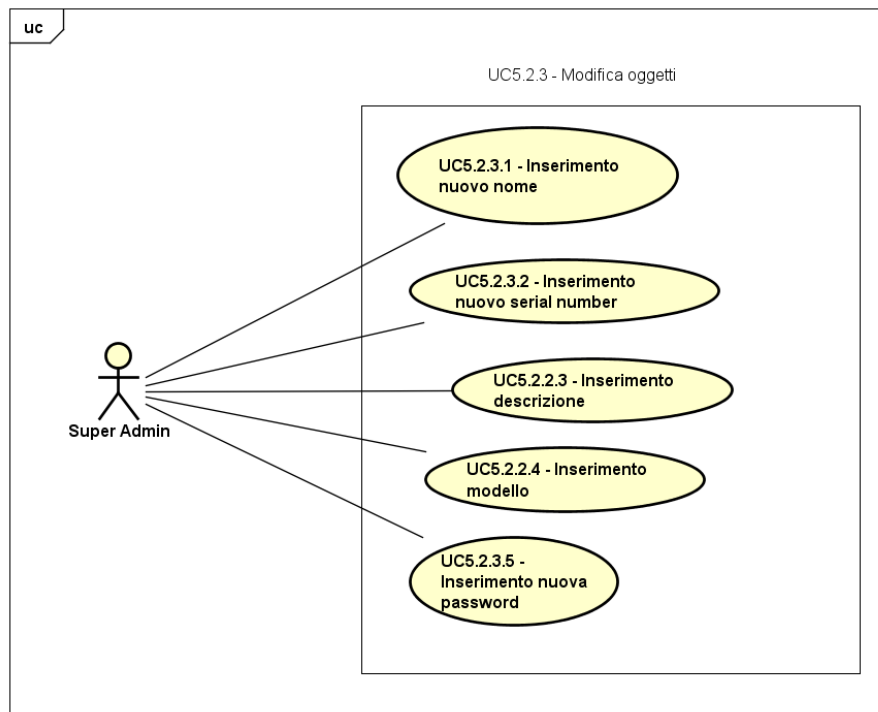 uc
UC5.2.3 - Modifica oggetti
UC5.2.3.1 - Inserimento
nuovo nome
UC5.2.3.2 - Inserimento
nuovo serial number
UC5.2.2.3 - Inserimento
descrizione
Super Admin
UC5.2.2.4 - Inserimento
modello
UC5.2.3.5 -
Inserimento nuova
password